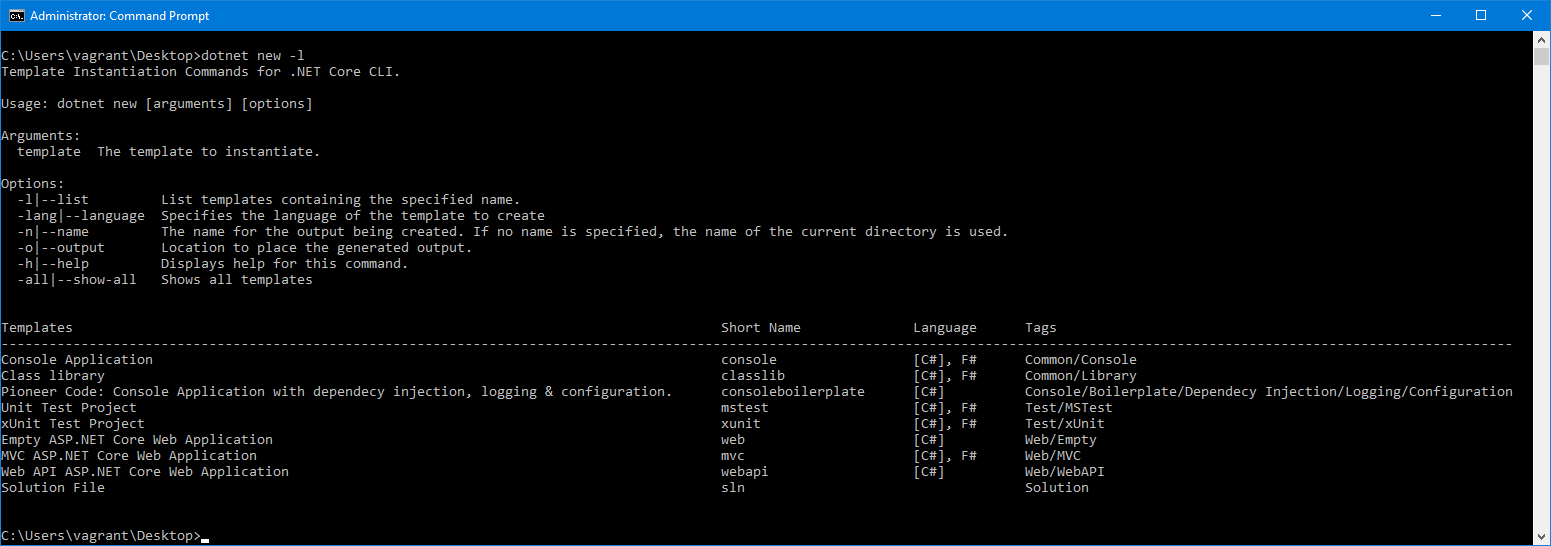 Administrator: Command Prompt
C:\Users\vagrant\Desktop>dotnet new -l
Template Instantiation Commands for .NET Core CLI.
Usage: dotnet new [arguments] [options]
Arguments:
template  The template to instantiate.
Options:
-l|--list         List templates containing the specified name.
-lang|--language  Specifies the language of the template to create
-n|--name         The name for the output being created. If no name is specified, the name of the current directory is used.
-o|--output       Location to place the generated output.
-h|--help         Displays help for this command.
-all|--show-all   Shows all templates
Templates Short Name Language Tags
---------------------------------------------------------------------------------------------------------------------------------------------------------------------------------------------
Console Application console [C#], F# Common/Console
Class library classlib [C#], F# Common/Library
Pioneer Code: Console Application with dependecy injection, logging & configuration. consoleboilerplate [C#] Console/Boilerplate/Dependecy Injection/Logging/Configuration
Unit Test Project mstest [C#], F# Test/MSTest
xUnit Test Project xunit [C#], F# Test/xUnit
Empty ASP.NET Core Web Application web [C#] Web/Empty
MVC ASP.NET Core Web Application mvc [C#], F# Web/MVC
Web API ASP.NET Core Web Application webapi [C#] Web/WebAPI
Solution File sln Solution
C:\Users\vagrant\Desktop>